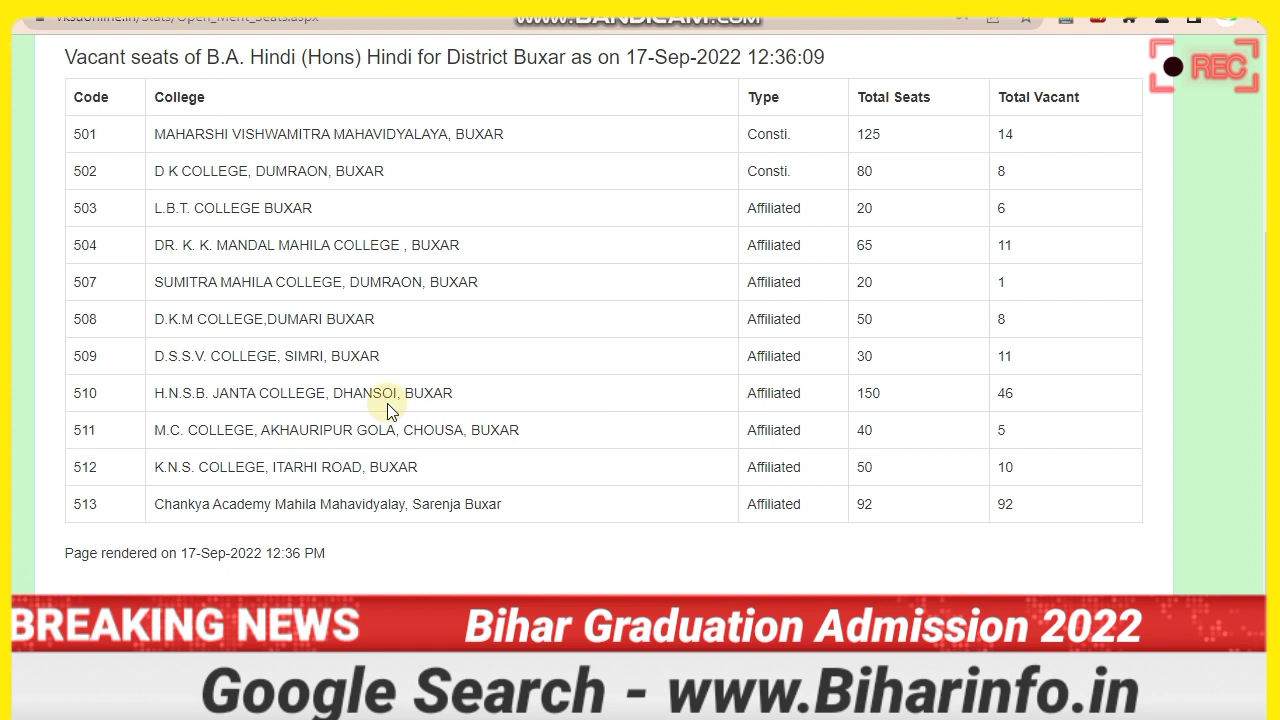 vksuonline.in/Stats/Open_Merit_Seats.aspx
www.BANDICAM.COM
REC
Vacant seats of B.A. Hindi (Hons) Hindi for District Buxar as on 17-Sep-2022 12:36:09
Code College Type Total Seats Total Vacant
501 MAHARSHI VISHWAMITRA MAHAVIDYALAYA, BUXAR Consti. 125 14
502 D K COLLEGE, DUMRAON, BUXAR Consti. 80 8
503 L.B.T. COLLEGE BUXAR Affiliated 20 6
504 DR. K. K. MANDAL MAHILA COLLEGE , BUXAR Affiliated 65 11
507 SUMITRA MAHILA COLLEGE, DUMRAON, BUXAR Affiliated 20 1
508 D.K.M COLLEGE,DUMARI BUXAR Affiliated 50 8
509 D.S.S.V. COLLEGE, SIMRI, BUXAR Affiliated 30 11
510 H.N.S.B. JANTA COLLEGE, DHANSOI, BUXAR Affiliated 150 46
511 M.C. COLLEGE, AKHAURIPUR GOLA, CHOUSA, BUXAR Affiliated 40 5
512 K.N.S. COLLEGE, ITARHI ROAD, BUXAR Affiliated 50 10
513 Chankya Academy Mahila Mahavidyalay, Sarenja Buxar Affiliated 92 92
Page rendered on 17-Sep-2022 12:36 PM
BREAKING NEWS Bihar Graduation Admission 2022
Google Search - www.Biharinfo.in